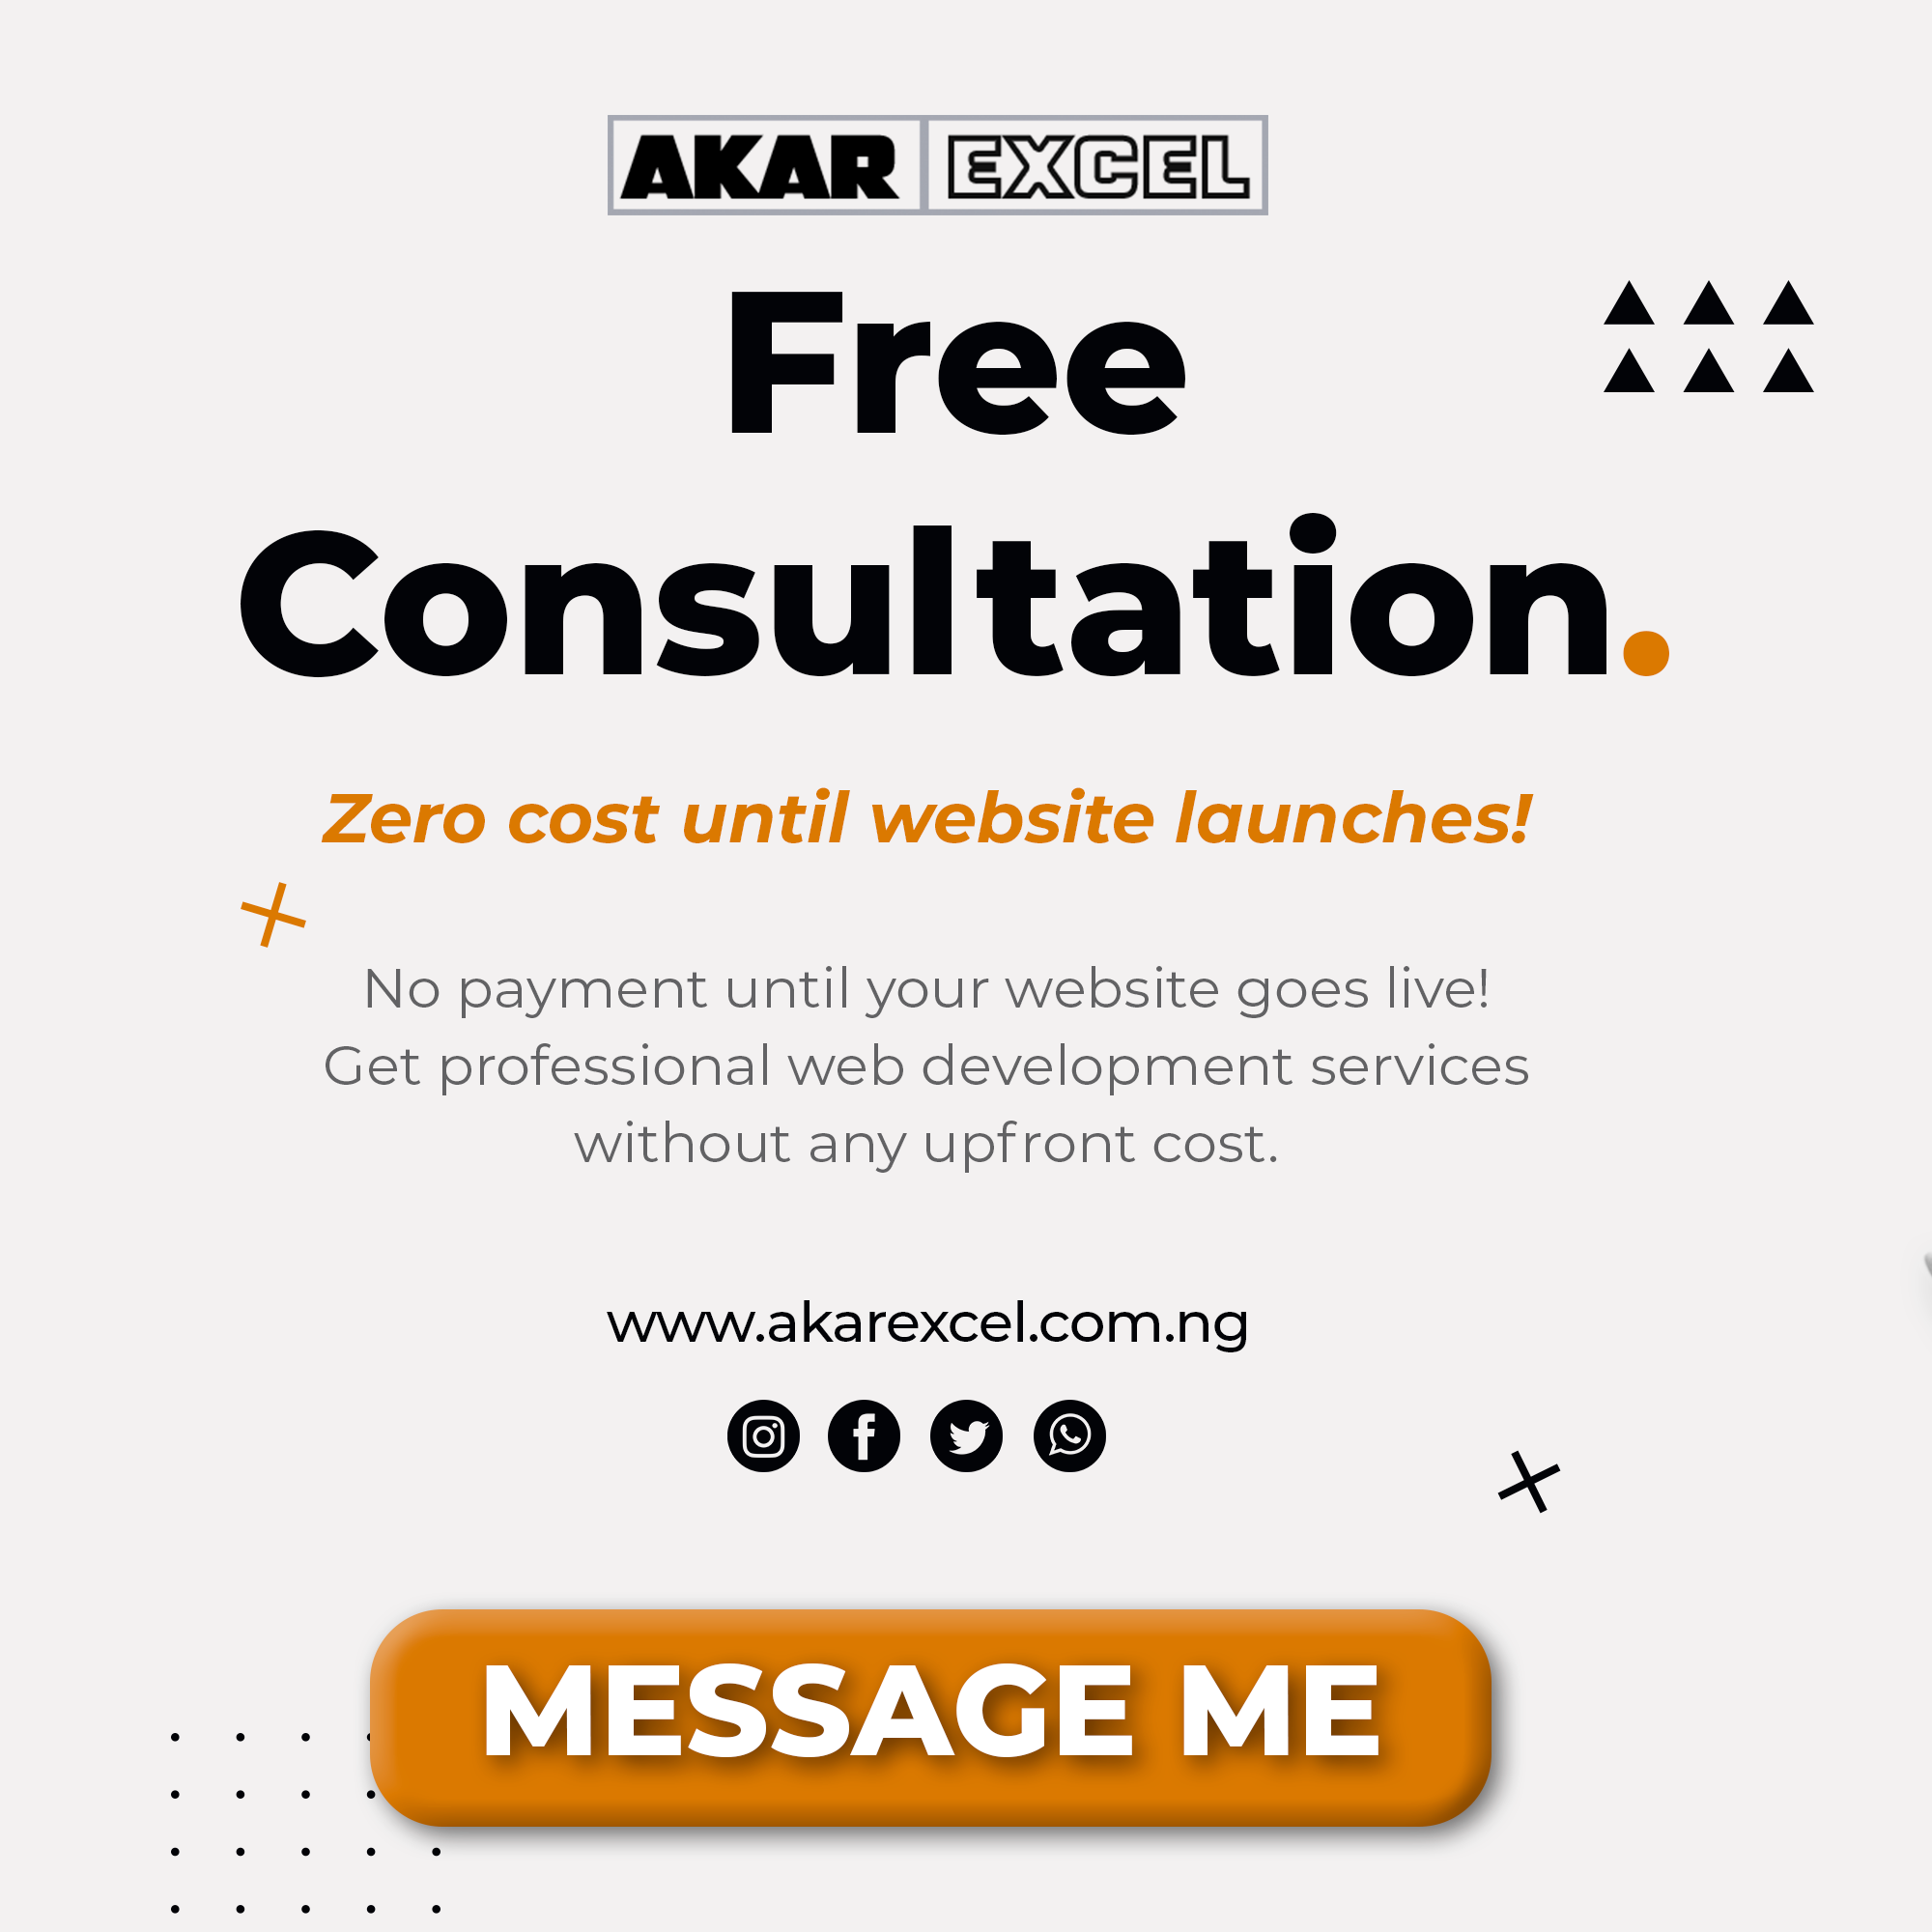 AKAR EXCEL
Free
Consultation.
Zero cost until website launches!
No payment until your website goes live!
Get professional web development services
without any upfront cost.
www.akarexcel.com.ng
MESSAGE ME